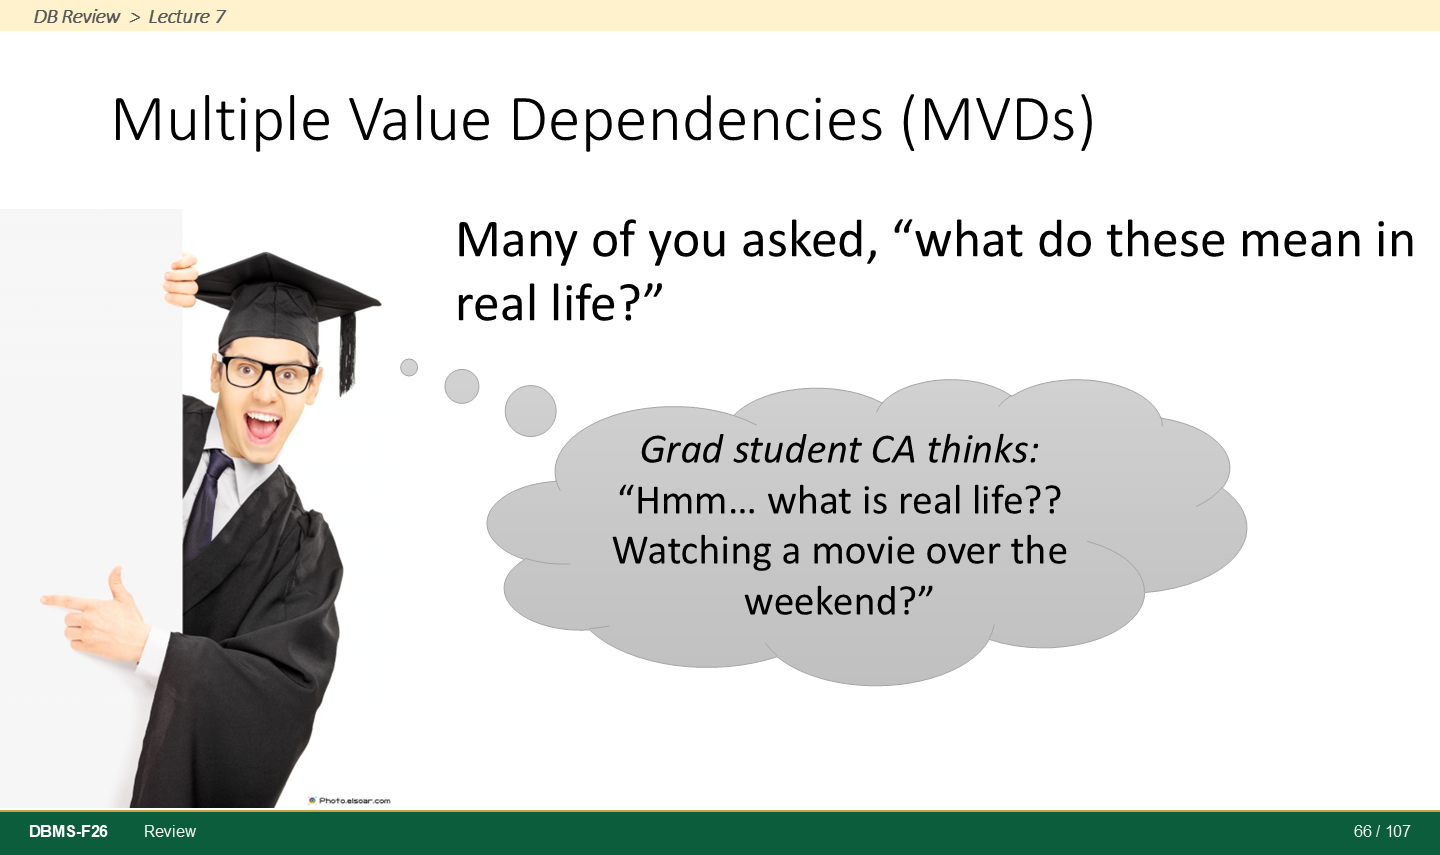 DB Review > Lecture 7
Multiple Value Dependencies (MVDs)
Many of you asked, “what do these mean in
real life?”
Grad student CA thinks:
“Hmm… what is real life??
Watching a movie over the
weekend?”
Photo.elsoar.com
DBMS-F26 Review 66 / 107